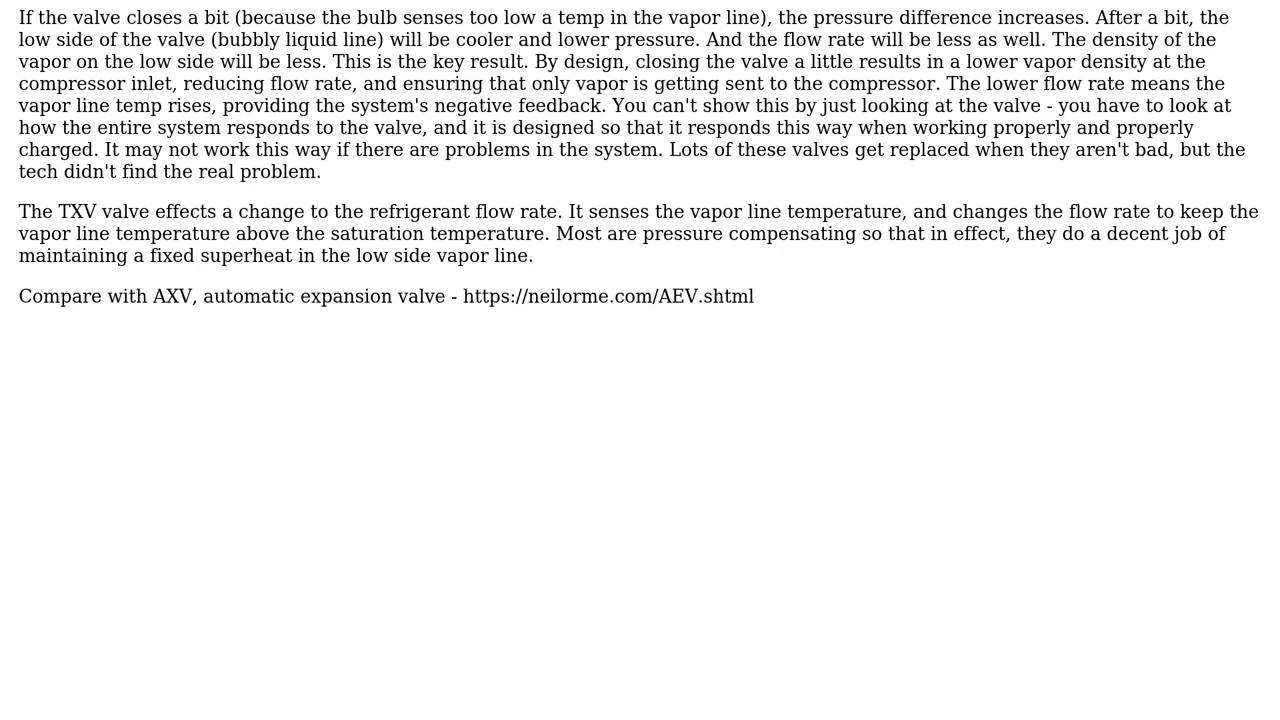 If the valve closes a bit (because the bulb senses too low a temp in the vapor line), the pressure difference increases. After a bit, the
low side of the valve (bubbly liquid line) will be cooler and lower pressure. And the flow rate will be less as well. The density of the
vapor on the low side will be less. This is the key result. By design, closing the valve a little results in a lower vapor density at the
compressor inlet, reducing flow rate, and ensuring that only vapor is getting sent to the compressor. The lower flow rate means the
vapor line temp rises, providing the system's negative feedback. You can't show this by just looking at the valve - you have to look at
how the entire system responds to the valve, and it is designed so that it responds this way when working properly and properly
charged. It may not work this way if there are problems in the system. Lots of these valves get replaced when they aren't bad, but the
tech didn't find the real problem.
The TXV valve effects a change to the refrigerant flow rate. It senses the vapor line temperature, and changes the flow rate to keep the
vapor line temperature above the saturation temperature. Most are pressure compensating so that in effect, they do a decent job of
maintaining a fixed superheat in the low side vapor line.
Compare with AXV, automatic expansion valve - https://neilorme.com/AEV.shtml